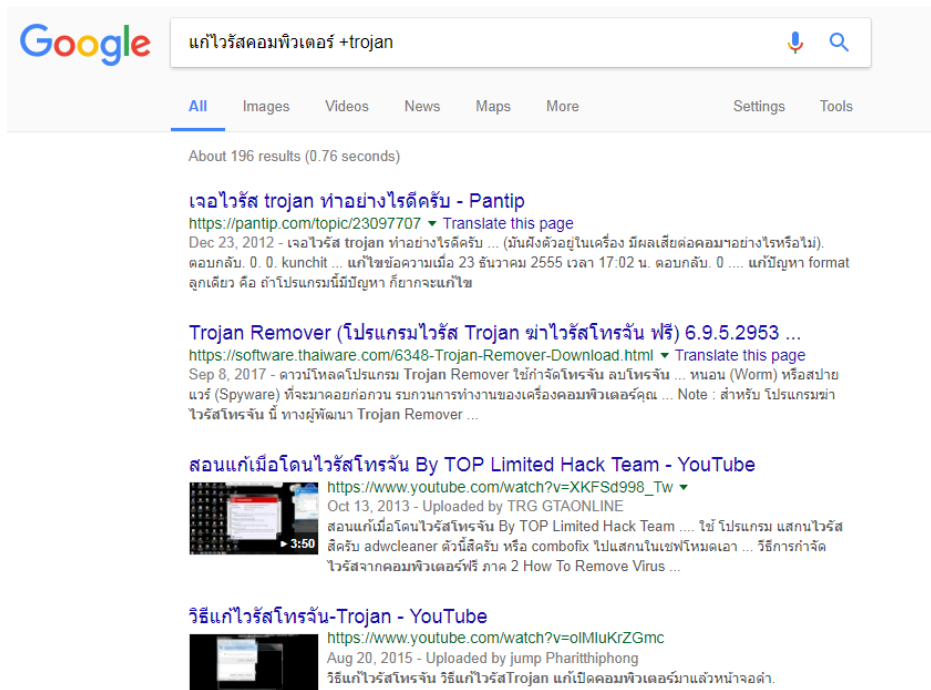 Google
แก้ไวรัสคอมพิวเตอร์ +trojan
All Images Videos News Maps More Settings Tools
About 196 results (0.76 seconds)
เจอไวรัส trojan ทำอย่างไรดีครับ - Pantip
https://pantip.com/topic/23097707 ▼ Translate this page
Dec 23, 2012 - เจอไวรัส trojan ทำอย่างไรดีครับ ... (มันฝังตัวอยู่ในเครื่อง มีผลเสียต่อคอมฯอย่างไรหรือไม่).
ตอบกลับ. 0. 0. kunchit ... แก้ไขข้อความเมื่อ 23 ธันวาคม 2555 เวลา 17:02 น. ตอบกลับ. 0 .... แก้ปัญหา format
ลูกเดียว คือ ถ้าโปรแกรมนี้มีปัญหา ก็ยากจะแก้ไข
Trojan Remover (โปรแกรมไวรัส Trojan ฆ่าไวรัสโทรจัน ฟรี) 6.9.5.2953 ...
https://software.thaiware.com/6348-Trojan-Remover-Download.html ▼ Translate this page
Sep 8, 2017 - ดาวน์โหลดโปรแกรม Trojan Remover ใช้กำจัดโทรจัน ลบโทรจัน ... หนอน (Worm) หรือสปาย
แวร์ (Spyware) ที่จะมาคอยก่อกวน รบกวนการทำงานของเครื่องคอมพิวเตอร์คุณ ... Note : สำหรับ โปรแกรมฆ่า
ไวรัสโทรจัน นี้ ทางผู้พัฒนา Trojan Remover ...
สอนแก้เมื่อโดนไวรัสโทรจัน By TOP Limited Hack Team - YouTube
https://www.youtube.com/watch?v=XKFSd998_Tw ▼
Oct 13, 2013 - Uploaded by TRG GTAONLINE
สอนแก้เมื่อโดนไวรัสโทรจัน By TOP Limited Hack Team .... ใช้ โปรแกรม แสกนไวรัส
สิครับ adwcleaner ตัวนี้สิครับ หรือ combofix ไปแสกนในเซฟโหมดเอา ... วิธีการกำจัด
ไวรัสจากคอมพิวเตอร์ฟรี ภาค 2 How To Remove Virus ...
3:50
วิธีแก้ไวรัสโทรจัน-Trojan - YouTube
https://www.youtube.com/watch?v=olMluKrZGmc
Aug 20, 2015 - Uploaded by jump Pharitthiphong
วิธีแก้ไวรัสโทรจัน วิธีแก้ไวรัสTrojan แก้เปิดคอมพิวเตอร์มาแล้วหน้าจอดำ.